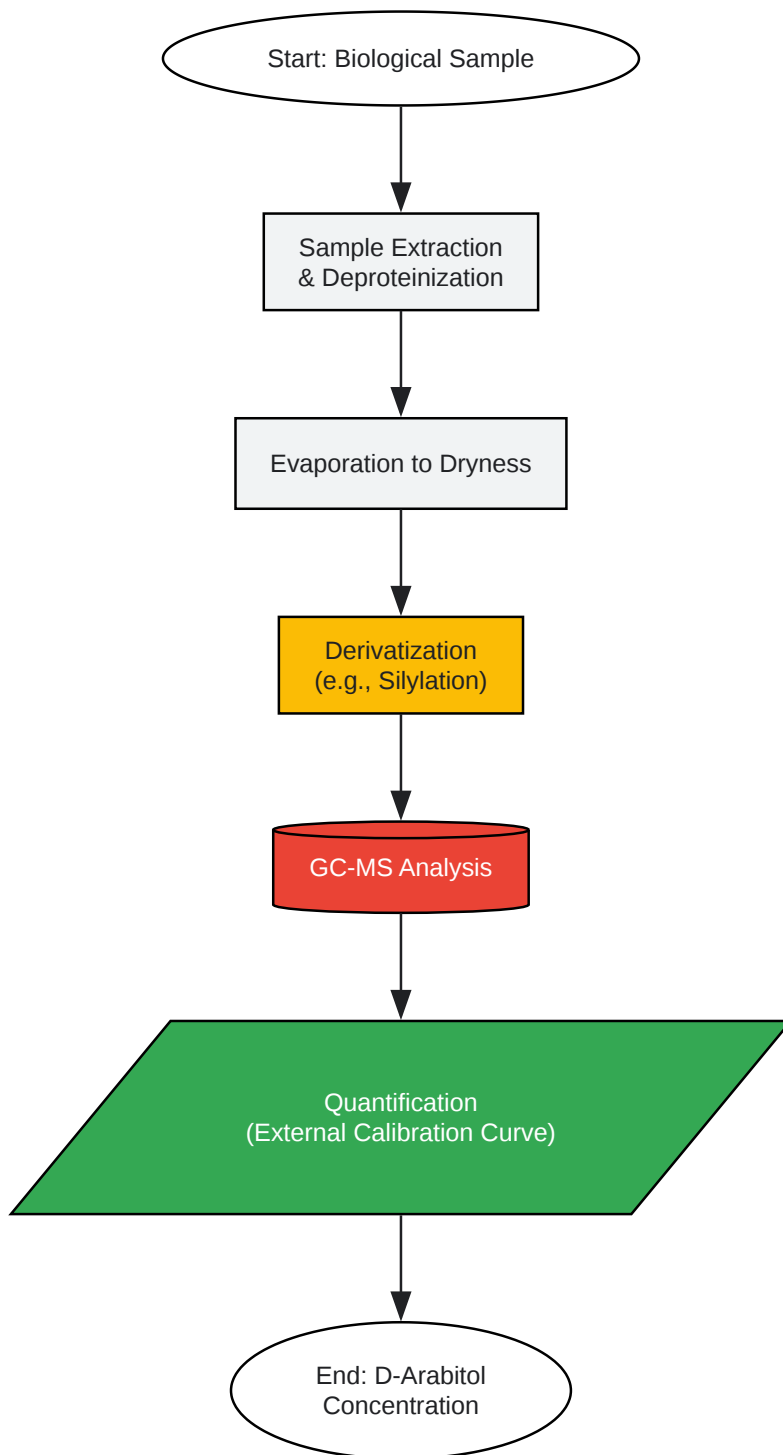 Start: Biological Sample
Sample Extraction
& Deproteinization
Evaporation to Dryness
Derivatization
(e.g., Silylation)
GC-MS Analysis
Quantification
(External Calibration Curve)
End: D-Arabitol
Concentration